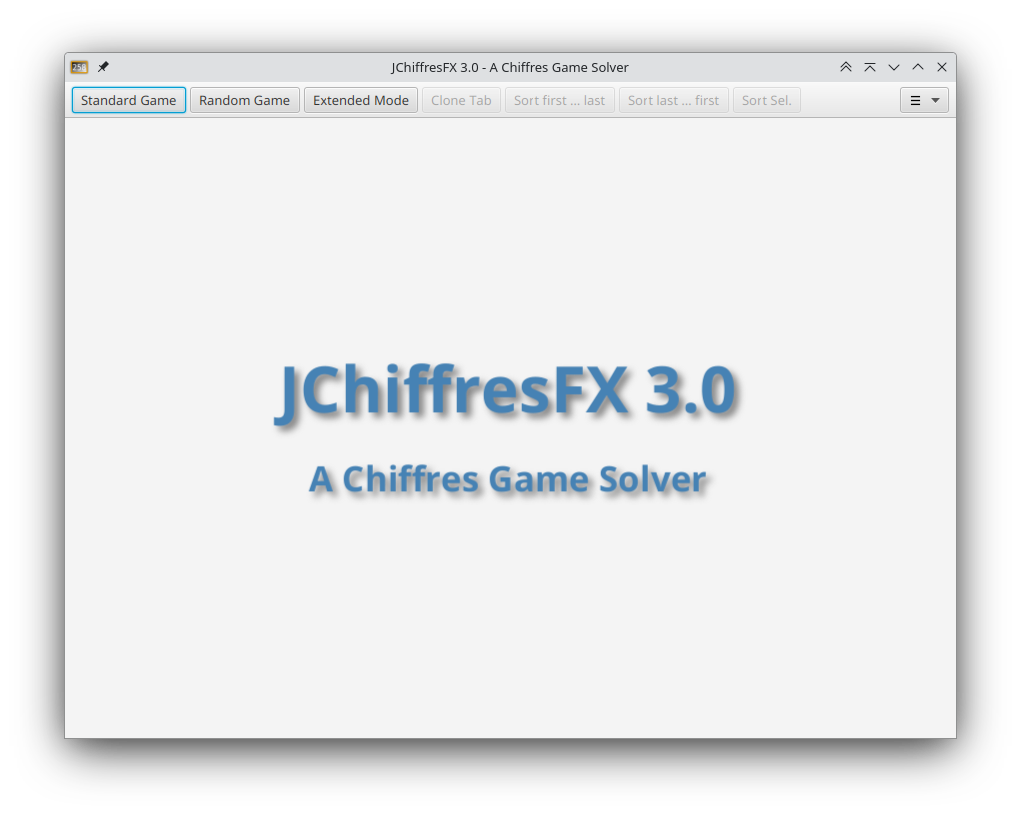 JChiffresFX 3.0 - A Chiffres Game Solver
Standard Game Random Game Extended Mode Clone Tab Sort first ... last Sort last ... first Sort Sel.
JChiffresFX 3.0
A Chiffres Game Solver